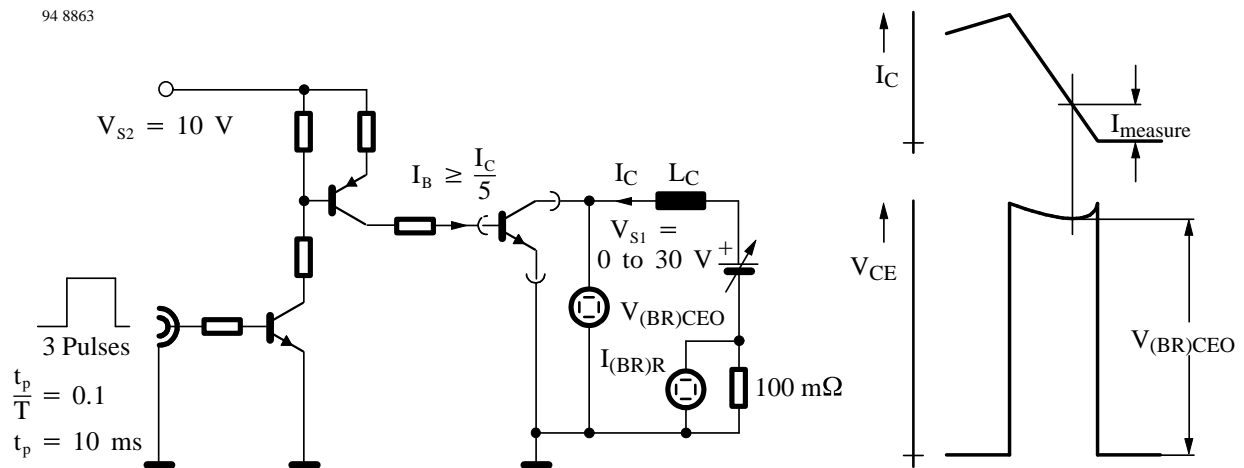 94 8863
V_S2 = 10 V
I_B ≥ I_C/5
I_C
L_C
V_S1 =
0 to 30 V
+
V_(BR)CEO
I_(BR)R
100 mΩ
3 Pulses
t_p/T = 0.1
t_p = 10 ms
I_C
I_measure
V_CE
V_(BR)CEO